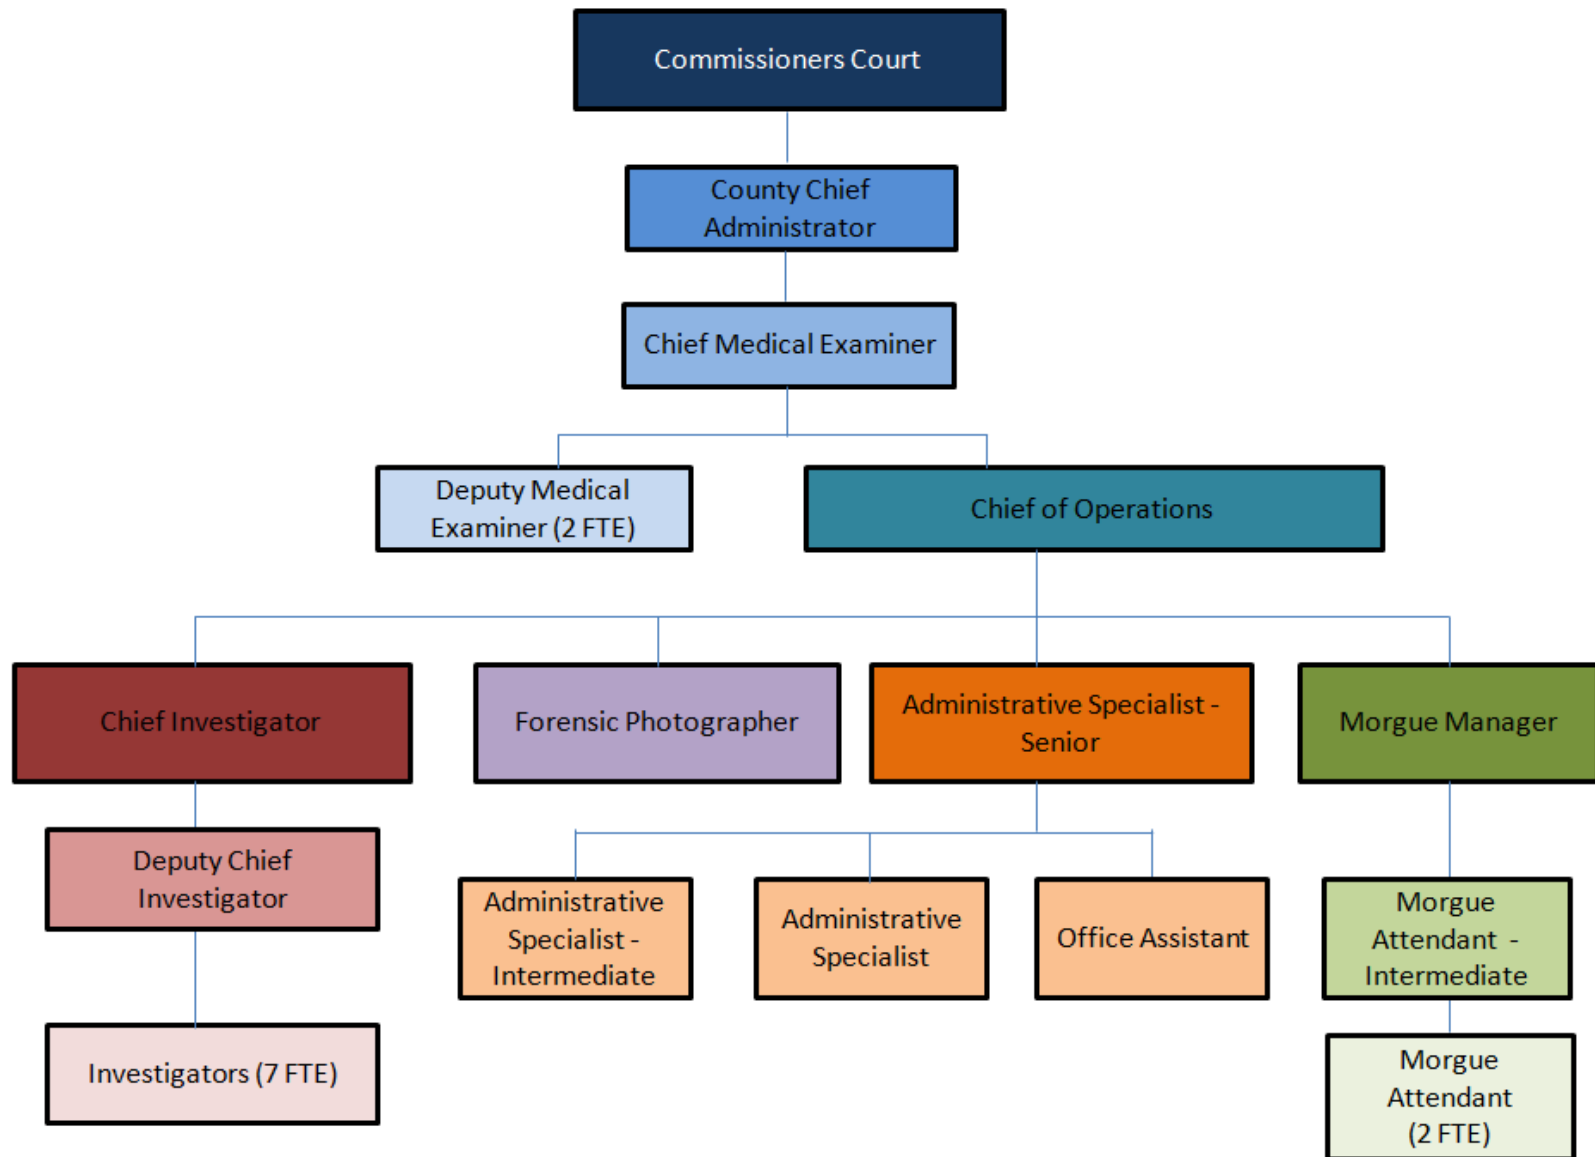 Commissioners Court
County Chief
Administrator
Chief Medical Examiner
Deputy Medical
Examiner (2 FTE)
Chief of Operations
Chief Investigator
Forensic Photographer
Administrative Specialist -
Senior
Morgue Manager
Deputy Chief
Investigator
Administrative
Specialist -
Intermediate
Administrative
Specialist
Office Assistant
Morgue
Attendant -
Intermediate
Investigators (7 FTE)
Morgue
Attendant
(2 FTE)